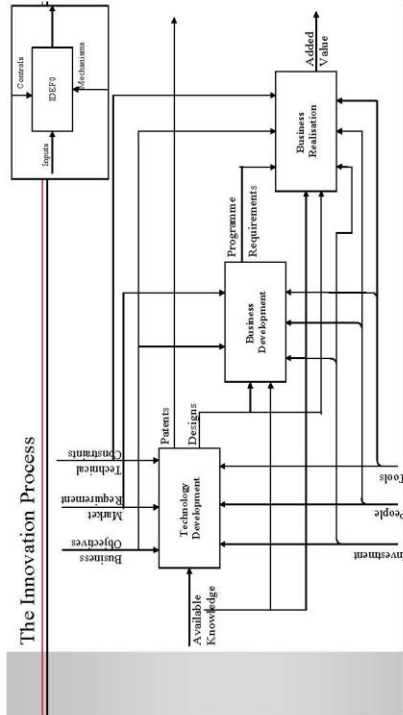 The Innovation Process
Controls
Inputs
IDEF0
Mechanisms
Business
Objectives
Market
Requirement
Technical
Constraints
Available
Knowledge
Technology
Development
Patents
Designs
Business
Development
Programme
Requirements
Business
Realisation
Added
Value
Investment
People
Tools